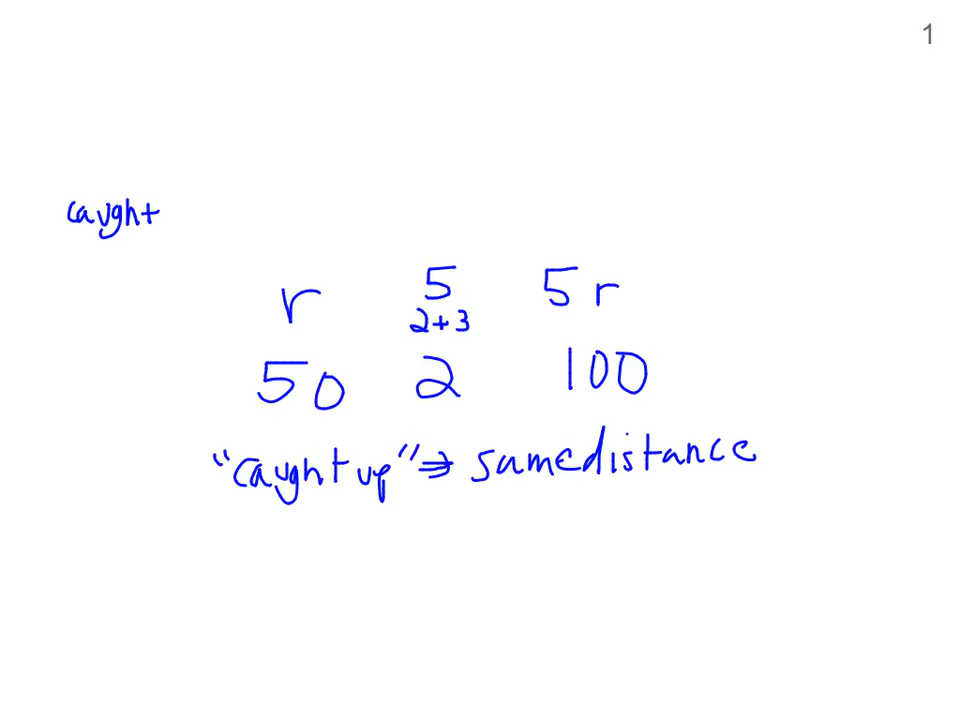 1
caught
r 5 5r
2+3
50 2 100
"caught up" ⇒ same distance